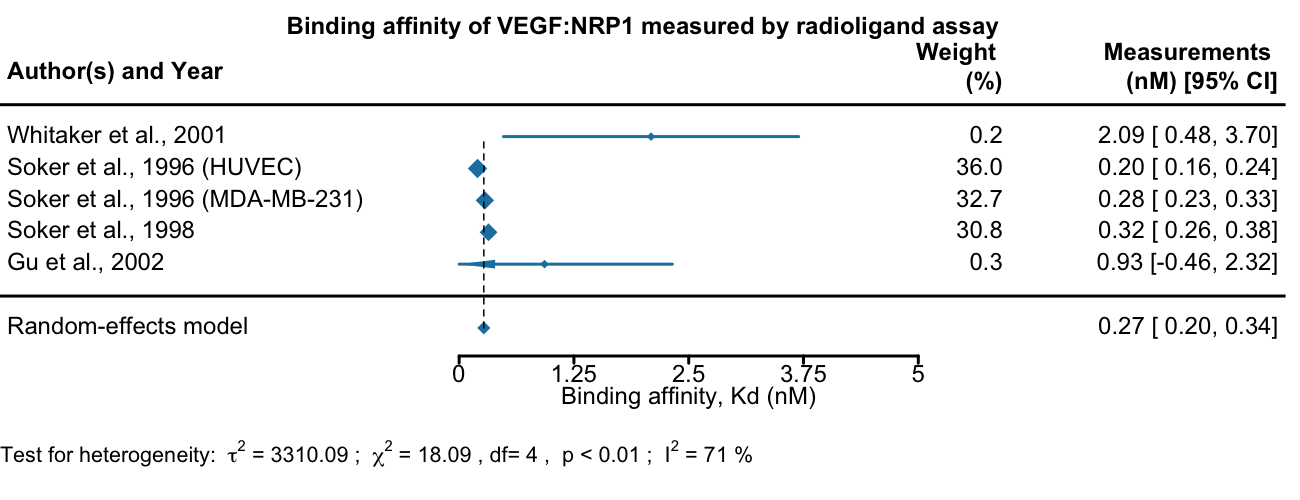 Binding affinity of VEGF:NRP1 measured by radioligand assay
Author(s) and Year Weight (%) Measurements (nM) [95% CI]
Whitaker et al., 2001 0.2 2.09 [ 0.48, 3.70]
Soker et al., 1996 (HUVEC) 36.0 0.20 [ 0.16, 0.24]
Soker et al., 1996 (MDA-MB-231) 32.7 0.28 [ 0.23, 0.33]
Soker et al., 1998 30.8 0.32 [ 0.26, 0.38]
Gu et al., 2002 0.3 0.93 [-0.46, 2.32]
Random-effects model 0.27 [ 0.20, 0.34]
0 1.25 2.5 3.75 5
Binding affinity, Kd (nM)
Test for heterogeneity: τ² = 3310.09 ; χ² = 18.09 , df= 4 , p < 0.01 ; I² = 71 %